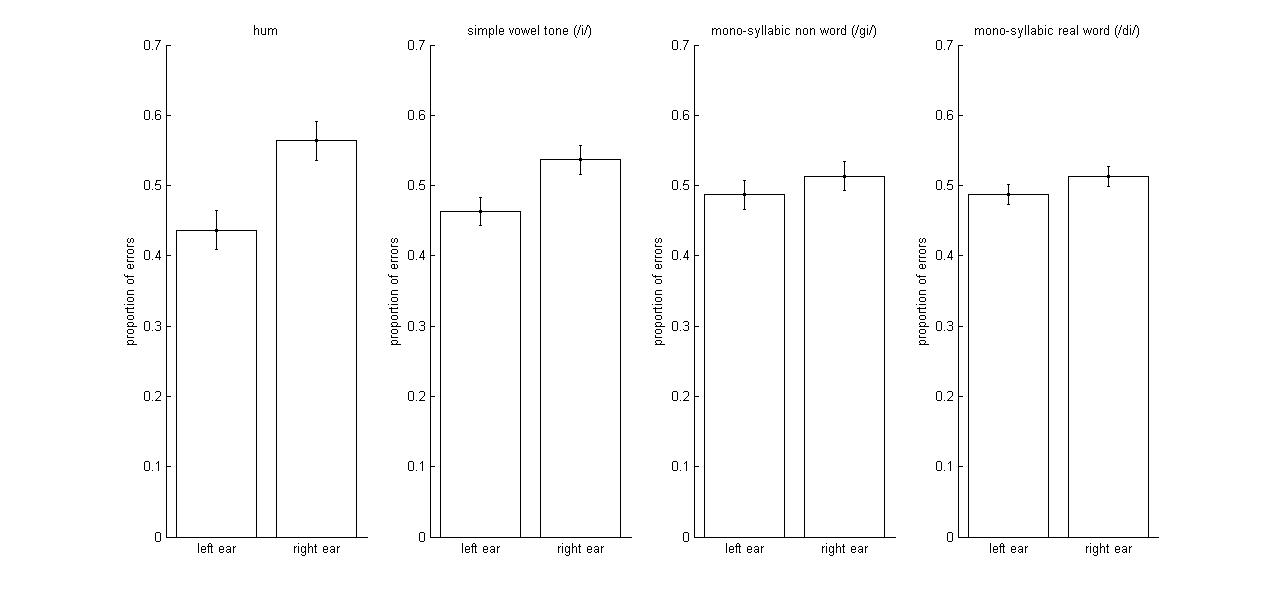 hum
0.7
0.6
0.5
0.4
0.3
0.2
0.1
0
proportion of errors
left ear
right ear
simple vowel tone (/i/)
0.7
0.6
0.5
0.4
0.3
0.2
0.1
0
proportion of errors
left ear
right ear
mono-syllabic non word (/gi/)
0.7
0.6
0.5
0.4
0.3
0.2
0.1
0
proportion of errors
left ear
right ear
mono-syllabic real word (/di/)
0.7
0.6
0.5
0.4
0.3
0.2
0.1
0
proportion of errors
left ear
right ear